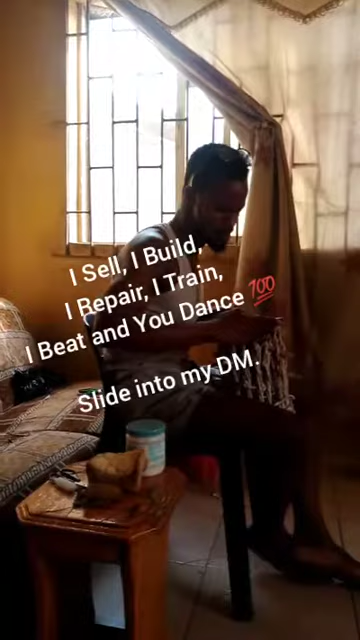 I Sell, I Build,
I Repair, I Train,
I Beat and You Dance 💯
Slide into my DM.